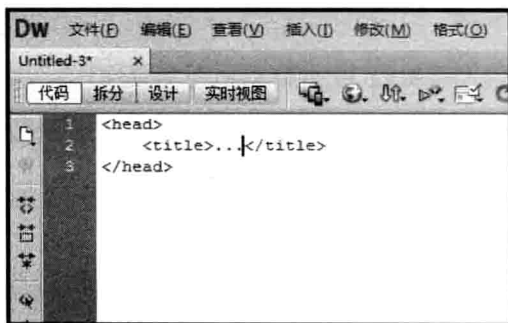 Dw 文件(F) 编辑(E) 查看(V) 插入(I) 修改(M) 格式(O)
Untitled-3* ×
代码 拆分 设计 实时视图
1 <head>
2 <title>...</title>
3 </head>